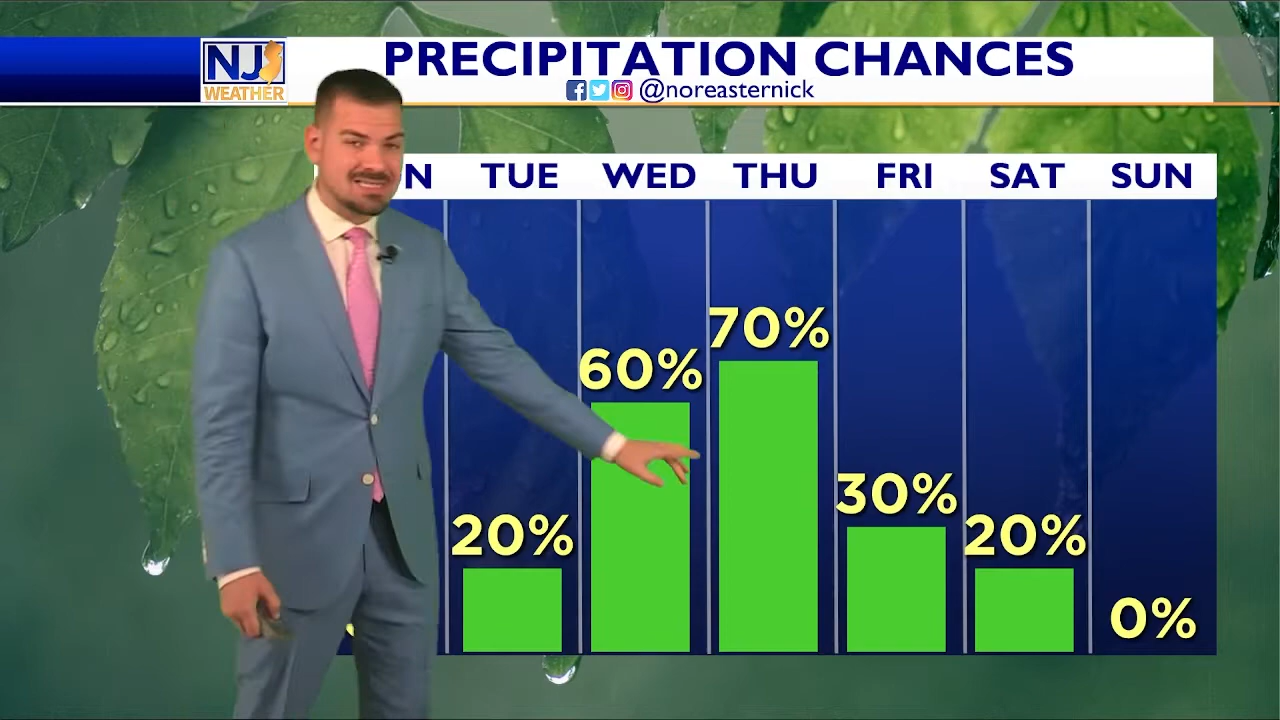 NJ
WEATHER
PRECIPITATION CHANCES
@noreasternick
N TUE WED THU FRI SAT SUN
20% 60% 70% 30% 20% 0%